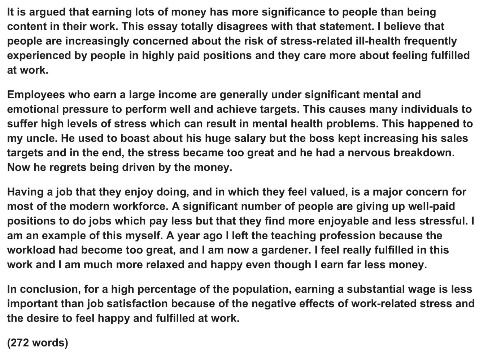 It is argued that earning lots of money has more significance to people than being
content in their work. This essay totally disagrees with that statement. I believe that
people are increasingly concerned about the risk of stress-related ill-health frequently
experienced by people in highly paid positions and they care more about feeling fulfilled
at work.
Employees who earn a large income are generally under significant mental and
emotional pressure to perform well and achieve targets. This causes many individuals to
suffer high levels of stress which can result in mental health problems. This happened to
my uncle. He used to boast about his huge salary but the boss kept increasing his sales
targets and in the end, the stress became too great and he had a nervous breakdown.
Now he regrets being driven by the money.
Having a job that they enjoy doing, and in which they feel valued, is a major concern for
most of the modern workforce. A significant number of people are giving up well-paid
positions to do jobs which pay less but that they find more enjoyable and less stressful. I
am an example of this myself. A year ago I left the teaching profession because the
workload had become too great, and I am now a gardener. I feel really fulfilled in this
work and I am much more relaxed and happy even though I earn far less money.
In conclusion, for a high percentage of the population, earning a substantial wage is less
important than job satisfaction because of the negative effects of work-related stress and
the desire to feel happy and fulfilled at work.
(272 words)